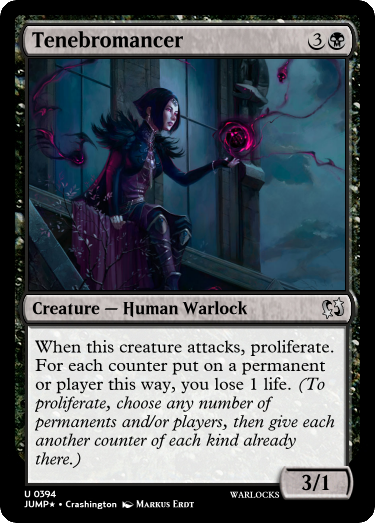 Tenebromancer 3
Creature — Human Warlock
When this creature attacks, proliferate.
For each counter put on a permanent
or player this way, you lose 1 life. (To
proliferate, choose any number of
permanents and/or players, then give each
another counter of each kind already
there.)
3/1
U 0394 WARLOCKS
JUMP★ • Crashington Markus Erdt